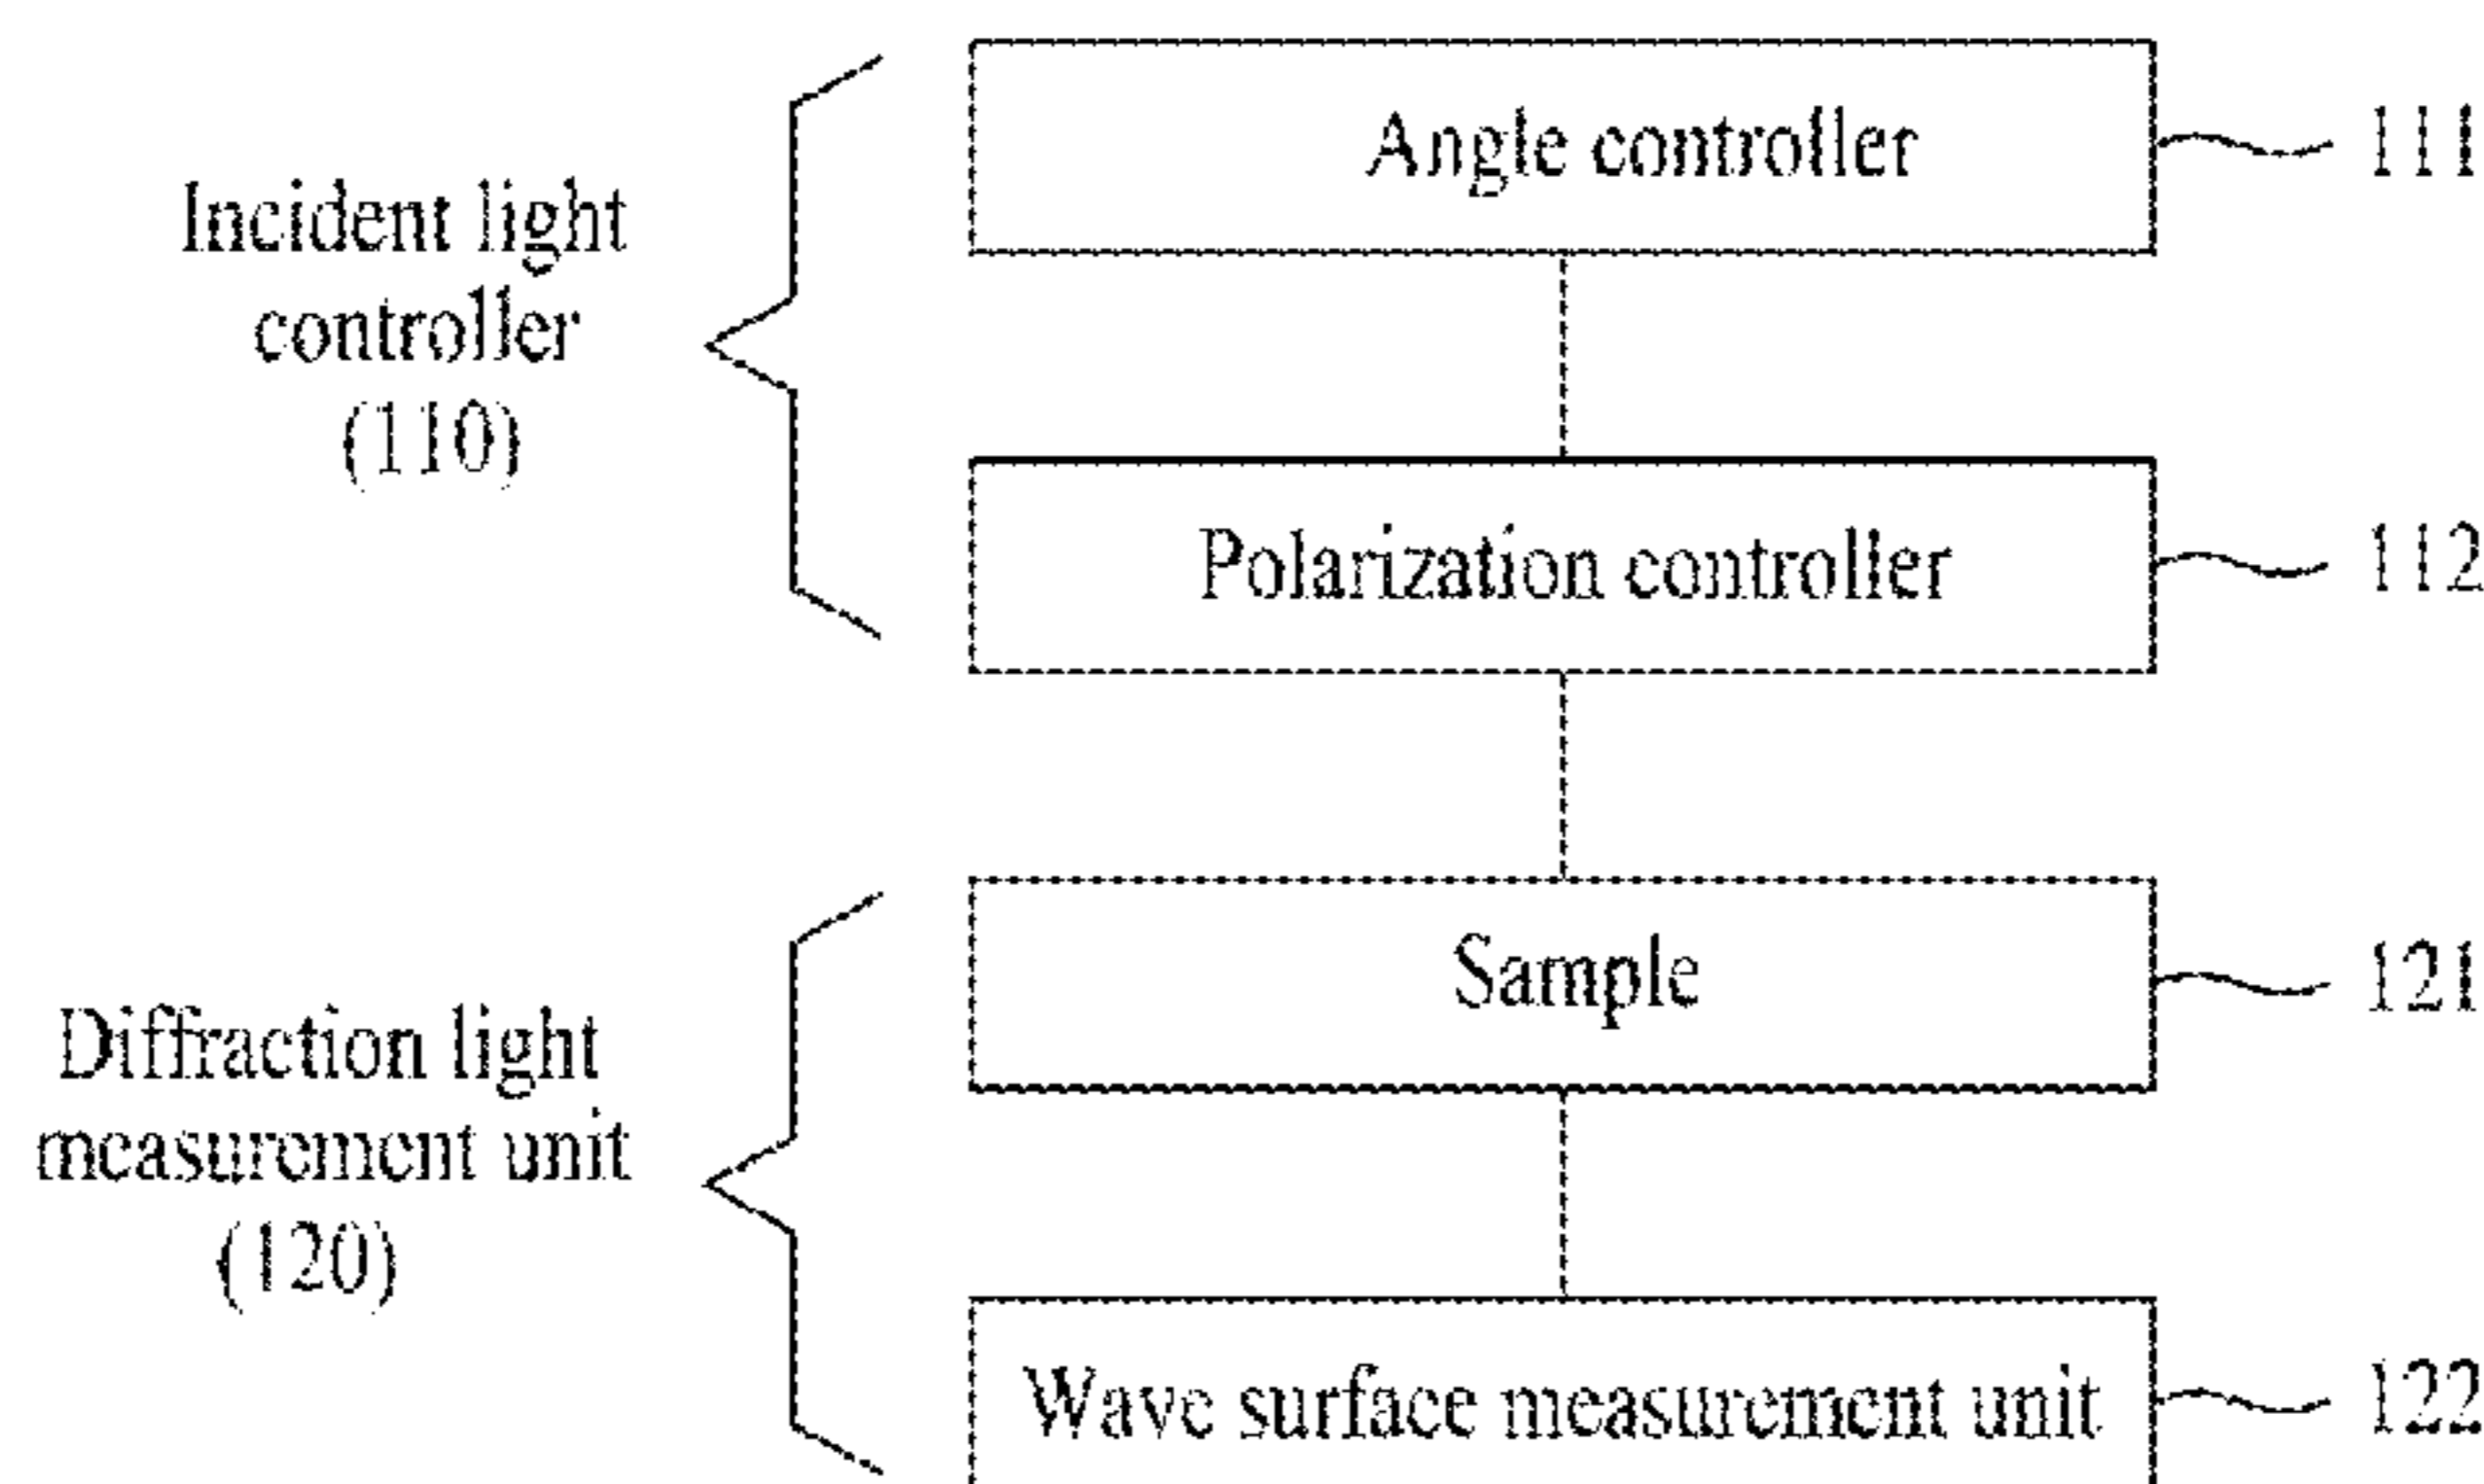 Angle controller
111
Incident light
controller
(110)
Polarization controller
112
Sample
121
Diffraction light
measurement unit
(120)
Wave surface measurement unit
122